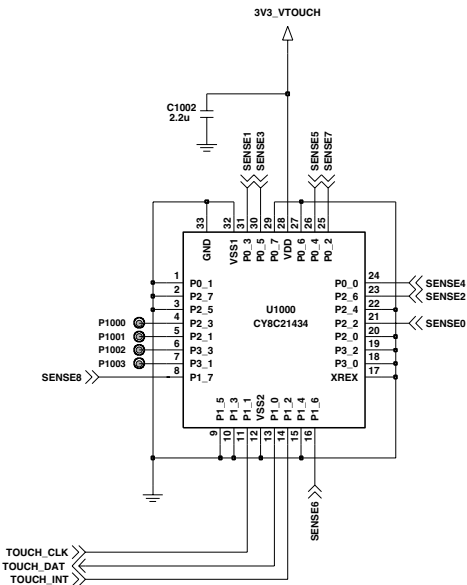 3V3_VTOUCH
C1002
2.2u
SENSE1
SENSE3
SENSE5
SENSE7
33
32
31
30
29
28
27
26
25
GND
VSS1
P0_3
P0_5
P0_7
VDD
P0_6
P0_4
P0_2
1 P0_1
2 P2_7
3 P2_5
P1000 4 P2_3
P1001 5 P2_1
P1002 6 P3_3
P1003 7 P3_1
SENSE8 8 P1_7
U1000
CY8C21434
P0_0 24 SENSE4
P2_6 23 SENSE2
P2_4 22
P2_2 21 SENSE0
P2_0 20
P3_2 19
P3_0 18
XREX 17
P1_5
P1_3
P1_1
VSS2
P1_0
P1_2
P1_4
P1_6
9
10
11
12
13
14
15
16
SENSE6
TOUCH_CLK
TOUCH_DAT
TOUCH_INT